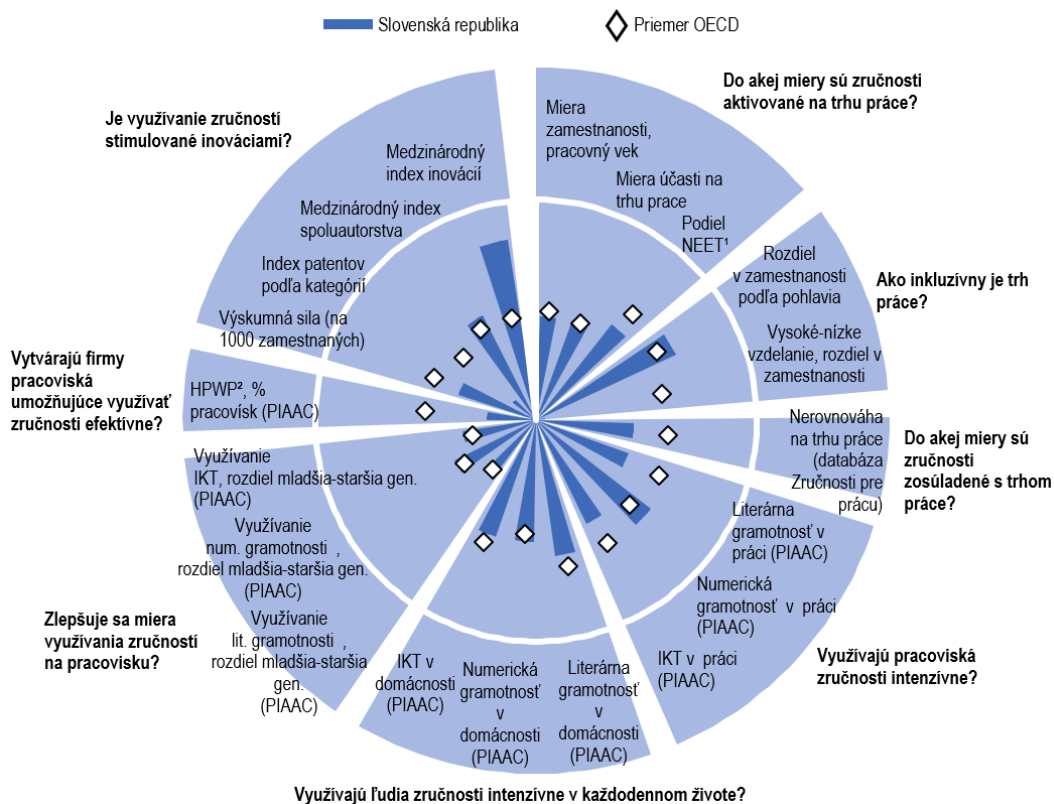 Slovenská republika
Priemer OECD
Do akej miery sú zručnosti
aktivované na trhu práce?
Miera
zamestnanosti,
pracovný vek
Miera účasti na
trhu prace
Podiel
NEET¹
Ako inkluzívny je trh
práce?
Rozdiel
v zamestnanosti
podľa pohlavia
Vysoké-nízke
vzdelanie, rozdiel v
zamestnanosti
Do akej miery sú
zručnosti
zosúladené s trhom
práce?
Nerovnováha
na trhu práce
(databáza
Zručnosti pre
prácu)
Literárna
gramotnosť v
práci (PIAAC)
Numerická
gramotnosť v práci
(PIAAC)
IKT v práci
(PIAAC)
Využívajú pracoviská
zručnosti intenzívne?
Literárna
gramotnosť
v
domácnosti
(PIAAC)
Numerická
gramotnosť
v
domácnosti
(PIAAC)
IKT v
domácnosti
(PIAAC)
Využívajú ľudia zručnosti intenzívne v každodennom živote?
Využívanie
lit. gramotnosti ,
rozdiel mladšia-staršia
gen.
(PIAAC)
Využívanie
num. gramotnosti ,
rozdiel mladšia-staršia gen.
(PIAAC)
Využívanie
IKT, rozdiel mladšia-staršia gen.
(PIAAC)
Zlepšuje sa miera
využívania zručností
na pracovisku?
HPWP², %
pracovísk (PIAAC)
Vytvárajú firmy
pracoviská
umožňujúce využívať
zručnosti efektívne?
Výskumná sila (na
1000 zamestnaných)
Index patentov
podľa kategórií
Medzinárodný index
spoluautorstva
Medzinárodný
index inovácií
Je využívanie zručností
stimulované inováciami?